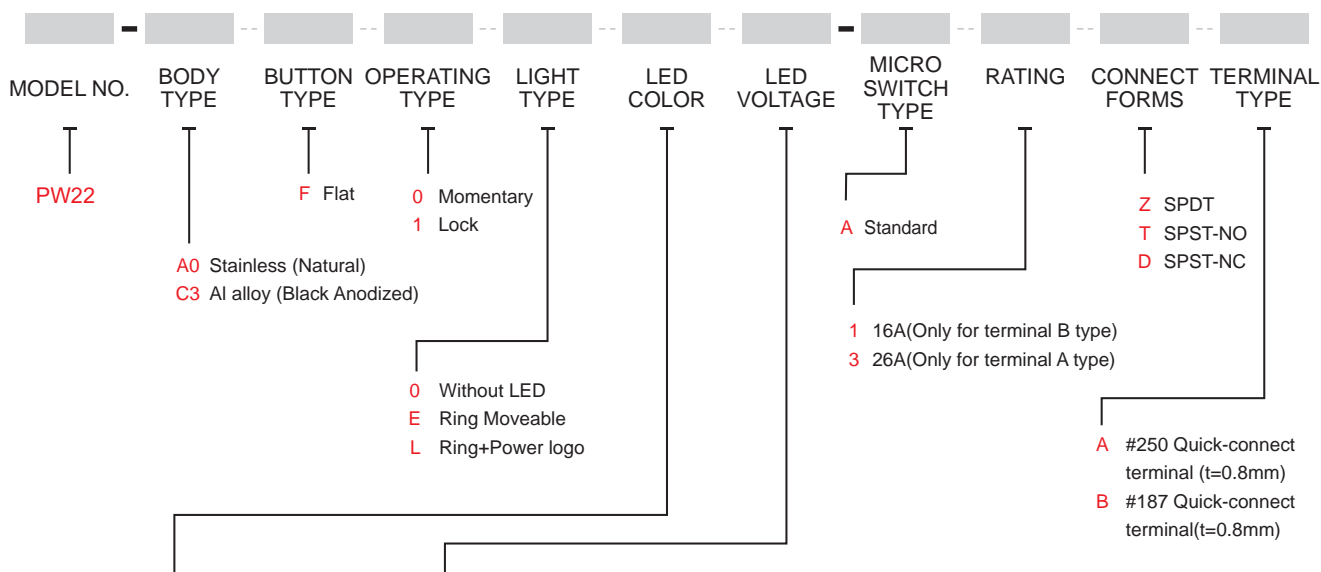 MODEL NO.
BODY
TYPE
BUTTON
TYPE
OPERATING
TYPE
LIGHT
TYPE
LED
COLOR
LED
VOLTAGE
MICRO
SWITCH
TYPE
RATING
CONNECT
FORMS
TERMINAL
TYPE
PW22
F Flat
0 Momentary
1 Lock
A Standard
Z SPDT
T SPST-NO
D SPST-NC
A0 Stainless (Natural)
C3 Al alloy (Black Anodized)
1 16A(Only for terminal B type)
3 26A(Only for terminal A type)
0 Without LED
E Ring Moveable
L Ring+Power logo
A #250 Quick-connect
terminal (t=0.8mm)
B #187 Quick-connect
terminal(t=0.8mm)